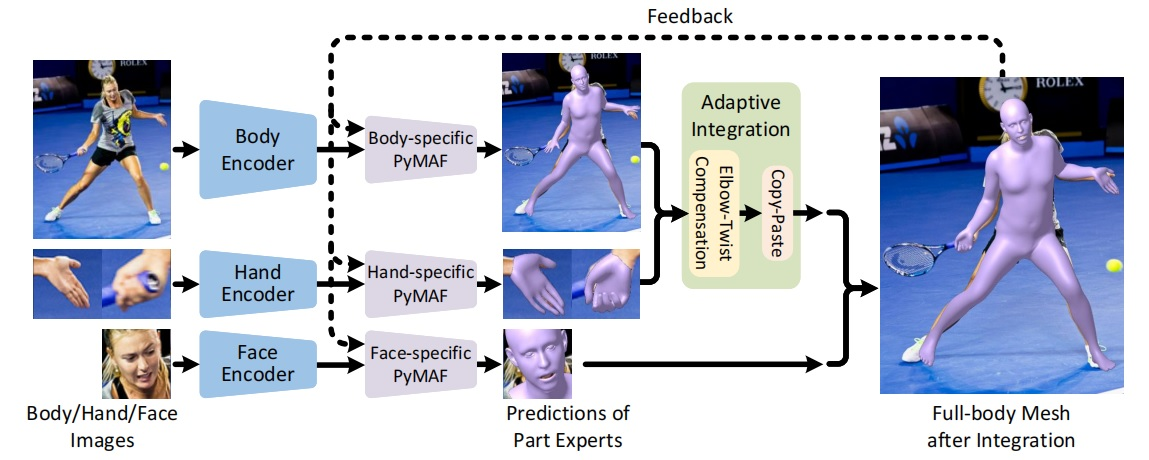 Feedback
ROLEX
ROLEX
Body
Encoder
Body-specific
PyMAF
Adaptive
Integration
Elbow-Twist
Compensation
Copy-Paste
Hand
Encoder
Hand-specific
PyMAF
Face
Encoder
Face-specific
PyMAF
Body/Hand/Face
Images
Predictions of
Part Experts
Full-body Mesh
after Integration